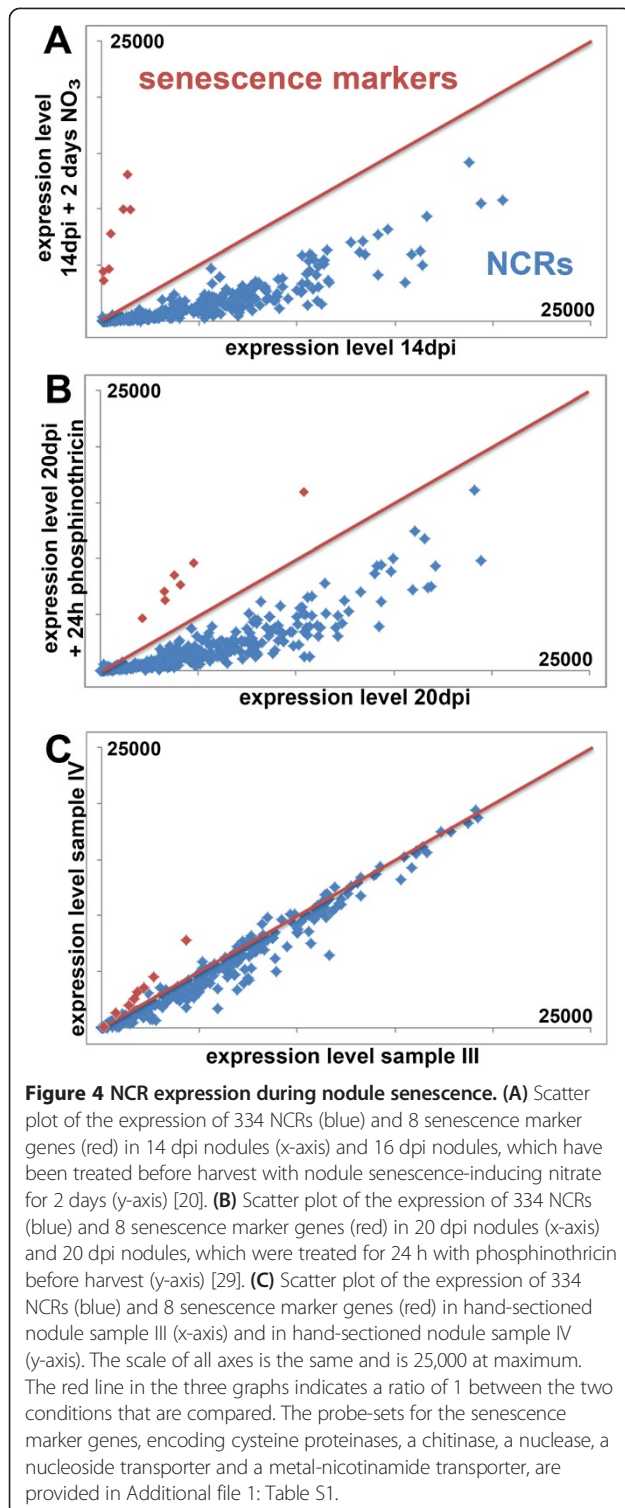 A
25000
senescence markers
expression level
14dpi + 2 days NO3
NCRs
25000
expression level 14dpi
B
25000
expression level 20dpi
+ 24h phosphinothricin
25000
expression level 20dpi
C
25000
expression level sample IV
25000
expression level sample III
Figure 4 NCR expression during nodule senescence. (A) Scatter
plot of the expression of 334 NCRs (blue) and 8 senescence marker
genes (red) in 14 dpi nodules (x-axis) and 16 dpi nodules, which have
been treated before harvest with nodule senescence-inducing nitrate
for 2 days (y-axis) [20]. (B) Scatter plot of the expression of 334 NCRs
(blue) and 8 senescence marker genes (red) in 20 dpi nodules (x-axis)
and 20 dpi nodules, which were treated for 24 h with phosphinothricin
before harvest (y-axis) [29]. (C) Scatter plot of the expression of 334
NCRs (blue) and 8 senescence marker genes (red) in hand-sectioned
nodule sample III (x-axis) and in hand-sectioned nodule sample IV
(y-axis). The scale of all axes is the same and is 25,000 at maximum.
The red line in the three graphs indicates a ratio of 1 between the two
conditions that are compared. The probe-sets for the senescence
marker genes, encoding cysteine proteinases, a chitinase, a nuclease, a
nucleoside transporter and a metal-nicotinamide transporter, are
provided in Additional file 1: Table S1.